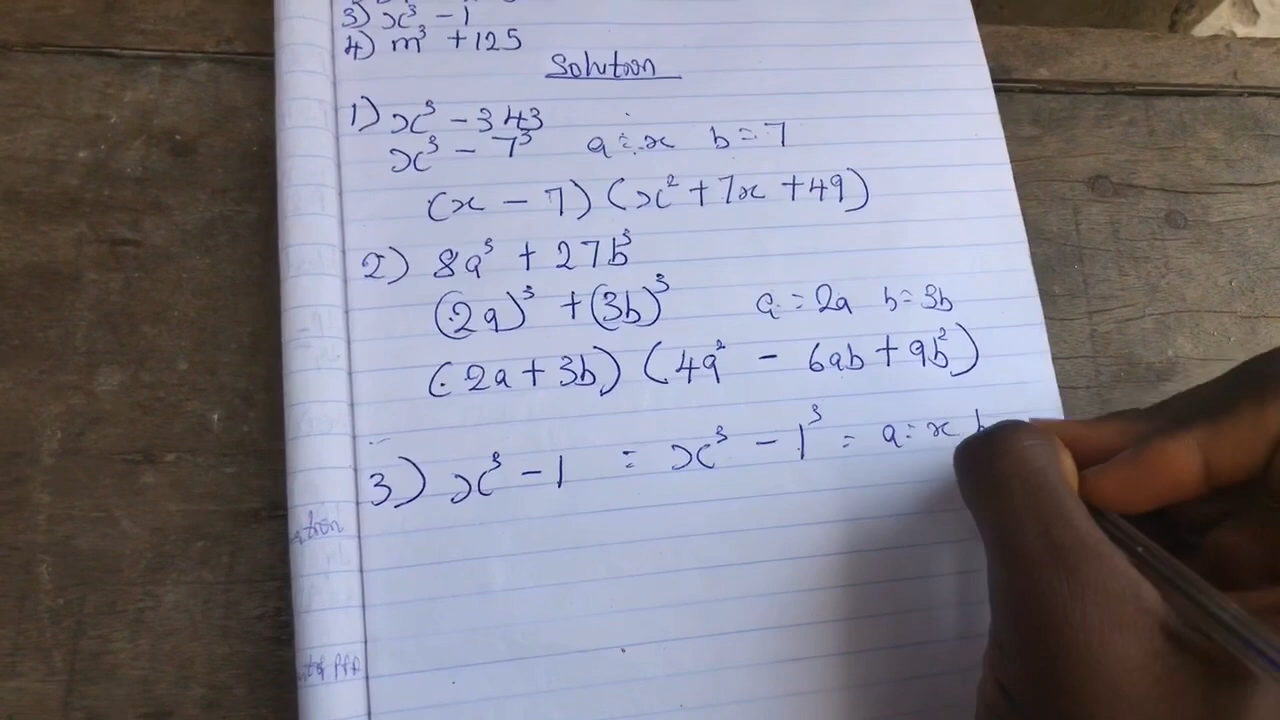 3) x³ - 1
4) m³ + 125
Solution
1) x³ - 343
x³ - 7³ a = x b = 7
(x - 7) (x² + 7x + 49)
2) 8a³ + 27b³
(2a)³ + (3b)³ a = 2a b = 3b
(2a + 3b) (4a² - 6ab + 9b²)
3) x³ - 1 = x³ - 1³ = a = x b